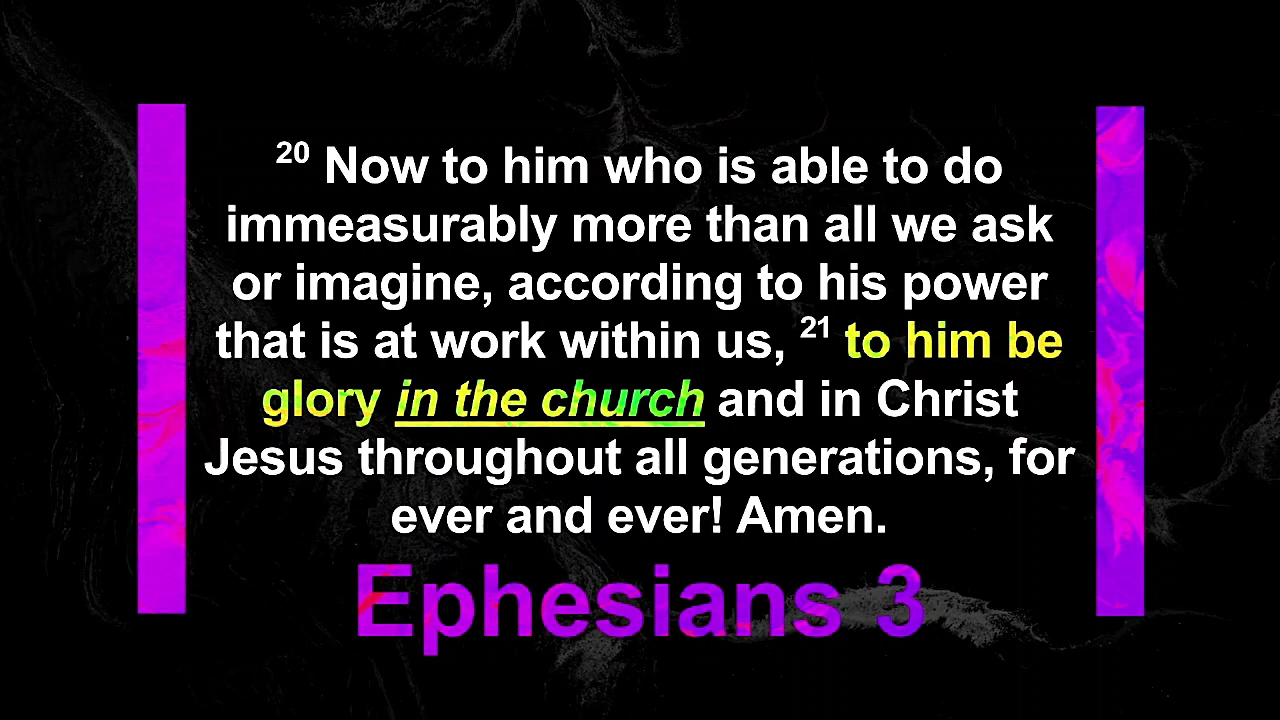 20 Now to him who is able to do
immeasurably more than all we ask
or imagine, according to his power
that is at work within us, 21 to him be
glory in the church and in Christ
Jesus throughout all generations, for
ever and ever! Amen.
Ephesians 3